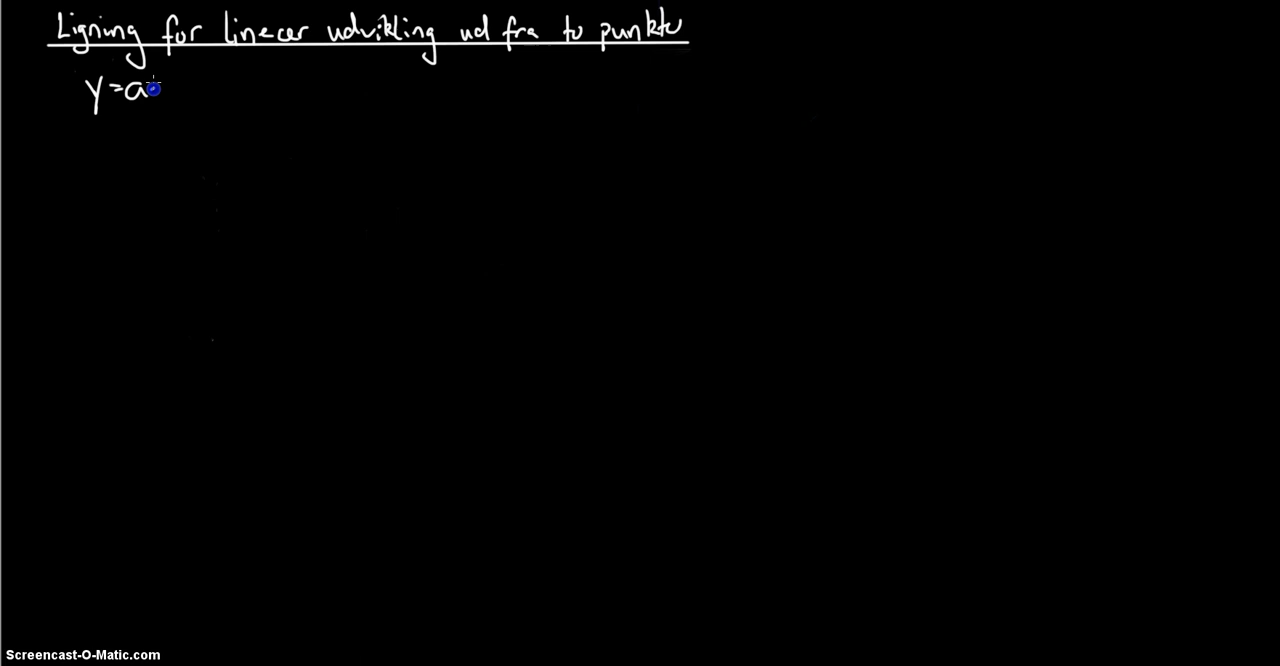 Ligning for lineær udvikling ud fra to punkter
y=a
Screencast-O-Matic.com